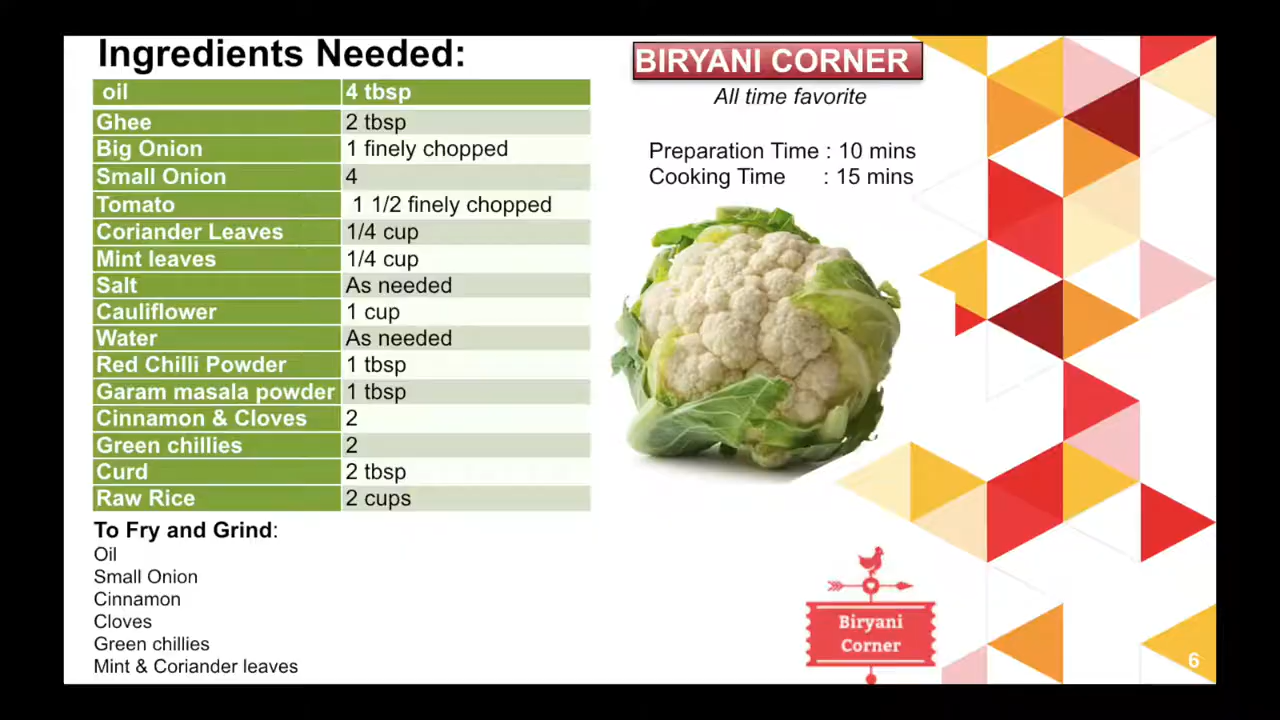 Ingredients Needed:
oil 4 tbsp
Ghee 2 tbsp
Big Onion 1 finely chopped
Small Onion 4
Tomato 1 1/2 finely chopped
Coriander Leaves 1/4 cup
Mint leaves 1/4 cup
Salt As needed
Cauliflower 1 cup
Water As needed
Red Chilli Powder 1 tbsp
Garam masala powder 1 tbsp
Cinnamon & Cloves 2
Green chillies 2
Curd 2 tbsp
Raw Rice 2 cups
To Fry and Grind:
Oil
Small Onion
Cinnamon
Cloves
Green chillies
Mint & Coriander leaves
BIRYANI CORNER
All time favorite
Preparation Time : 10 mins
Cooking Time : 15 mins
Biryani
Corner
6